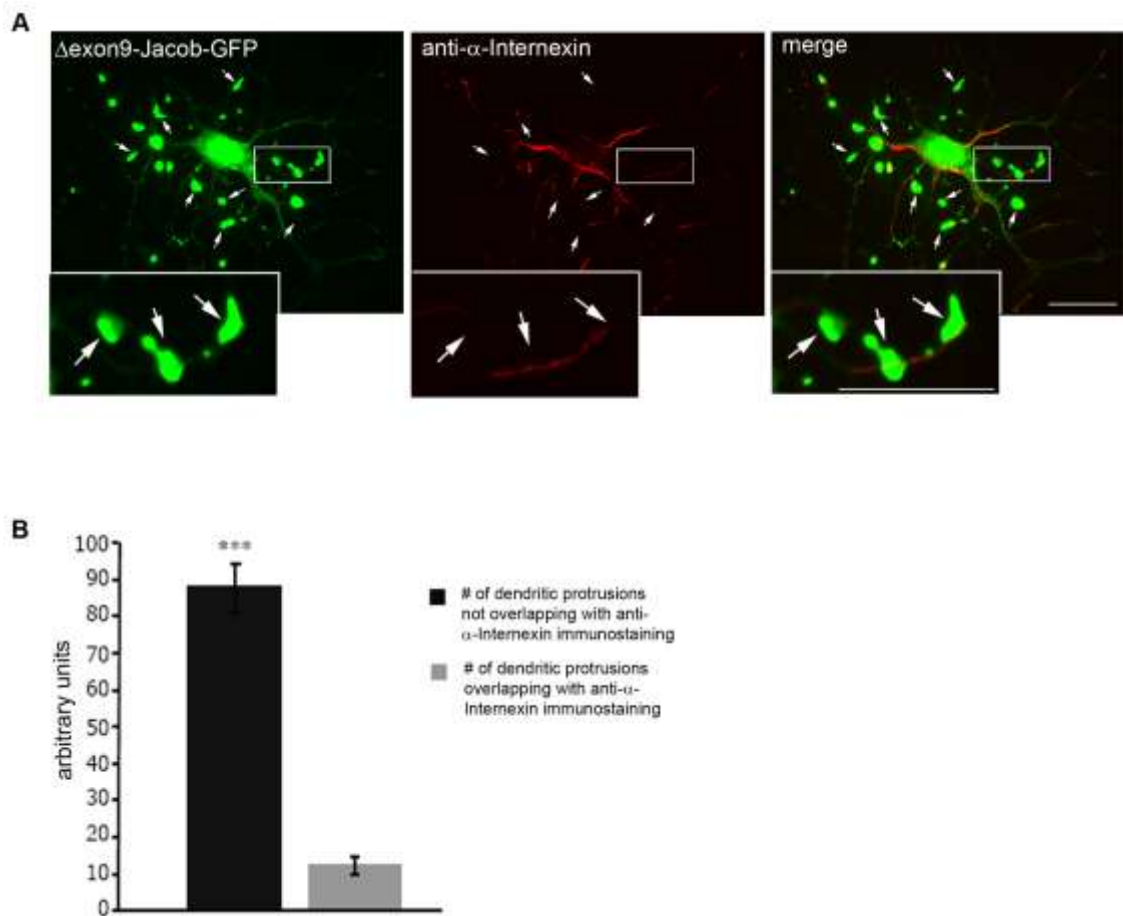 A
Δexon9-Jacob-GFP
anti-α-Internexin
merge
B
***
100
90
80
70
60
50
40
30
20
10
0
arbitrary units
# of dendritic protrusions
not overlapping with anti-
α-Internexin immunostaining
# of dendritic protrusions
overlapping with anti-α-
Internexin immunostaining